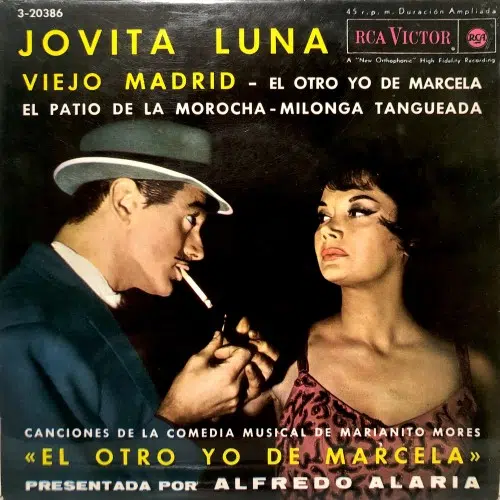 3-20386
45 r. p. m. Duración Ampliada
JOVITA LUNA
RCA VICTOR
RCA
A "New Orthophonic" High Fidelity Recording
VIEJO MADRID - EL OTRO YO DE MARCELA
EL PATIO DE LA MOROCHA - MILONGA TANGUEADA
CANCIONES DE LA COMEDIA MUSICAL DE MARIANITO MORES
«EL OTRO YO DE MARCELA»
PRESENTADA POR ALFREDO ALARIA